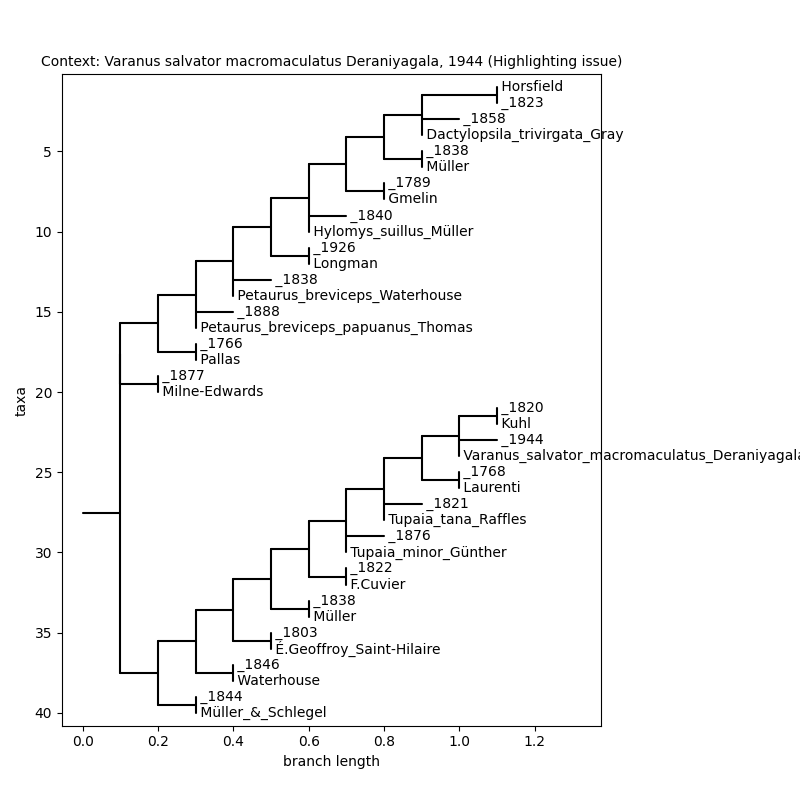 Context: Varanus salvator macromaculatus Deraniyagala, 1944 (Highlighting issue)
Horsfield
_1823
_1858
Dactylopsila_trivirgata_Gray
_1838
Müller
_1789
Gmelin
_1840
Hylomys_suillus_Müller
_1926
Longman
_1838
Petaurus_breviceps_Waterhouse
_1888
Petaurus_breviceps_papuanus_Thomas
_1766
Pallas
_1877
Milne-Edwards
_1820
Kuhl
_1944
Varanus_salvator_macromaculatus_Deraniyagala
_1768
Laurenti
_1821
Tupaia_tana_Raffles
_1876
Tupaia_minor_Günther
_1822
F.Cuvier
_1838
Müller
_1803
É.Geoffroy_Saint-Hilaire
_1846
Waterhouse
_1844
Müller_&_Schlegel
5
10
15
20
25
30
35
40
taxa
0.0 0.2 0.4 0.6 0.8 1.0 1.2
branch length